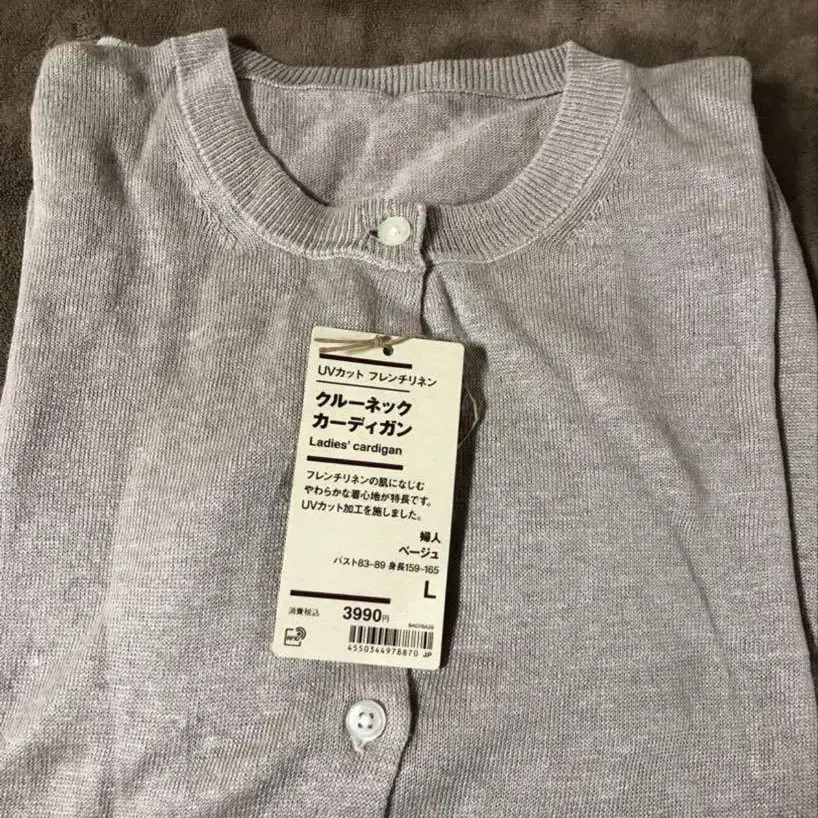 UVカット フレンチリネン
クルーネック
カーディガン
Ladies' cardigan
フレンチリネンの肌になじむ
やわらかな着心地が特長です。
UVカット加工を施しました。
婦人
ベージュ
バスト83-89 身長159-165
L
消費税込 3990円
RFID
4550344978870 JP